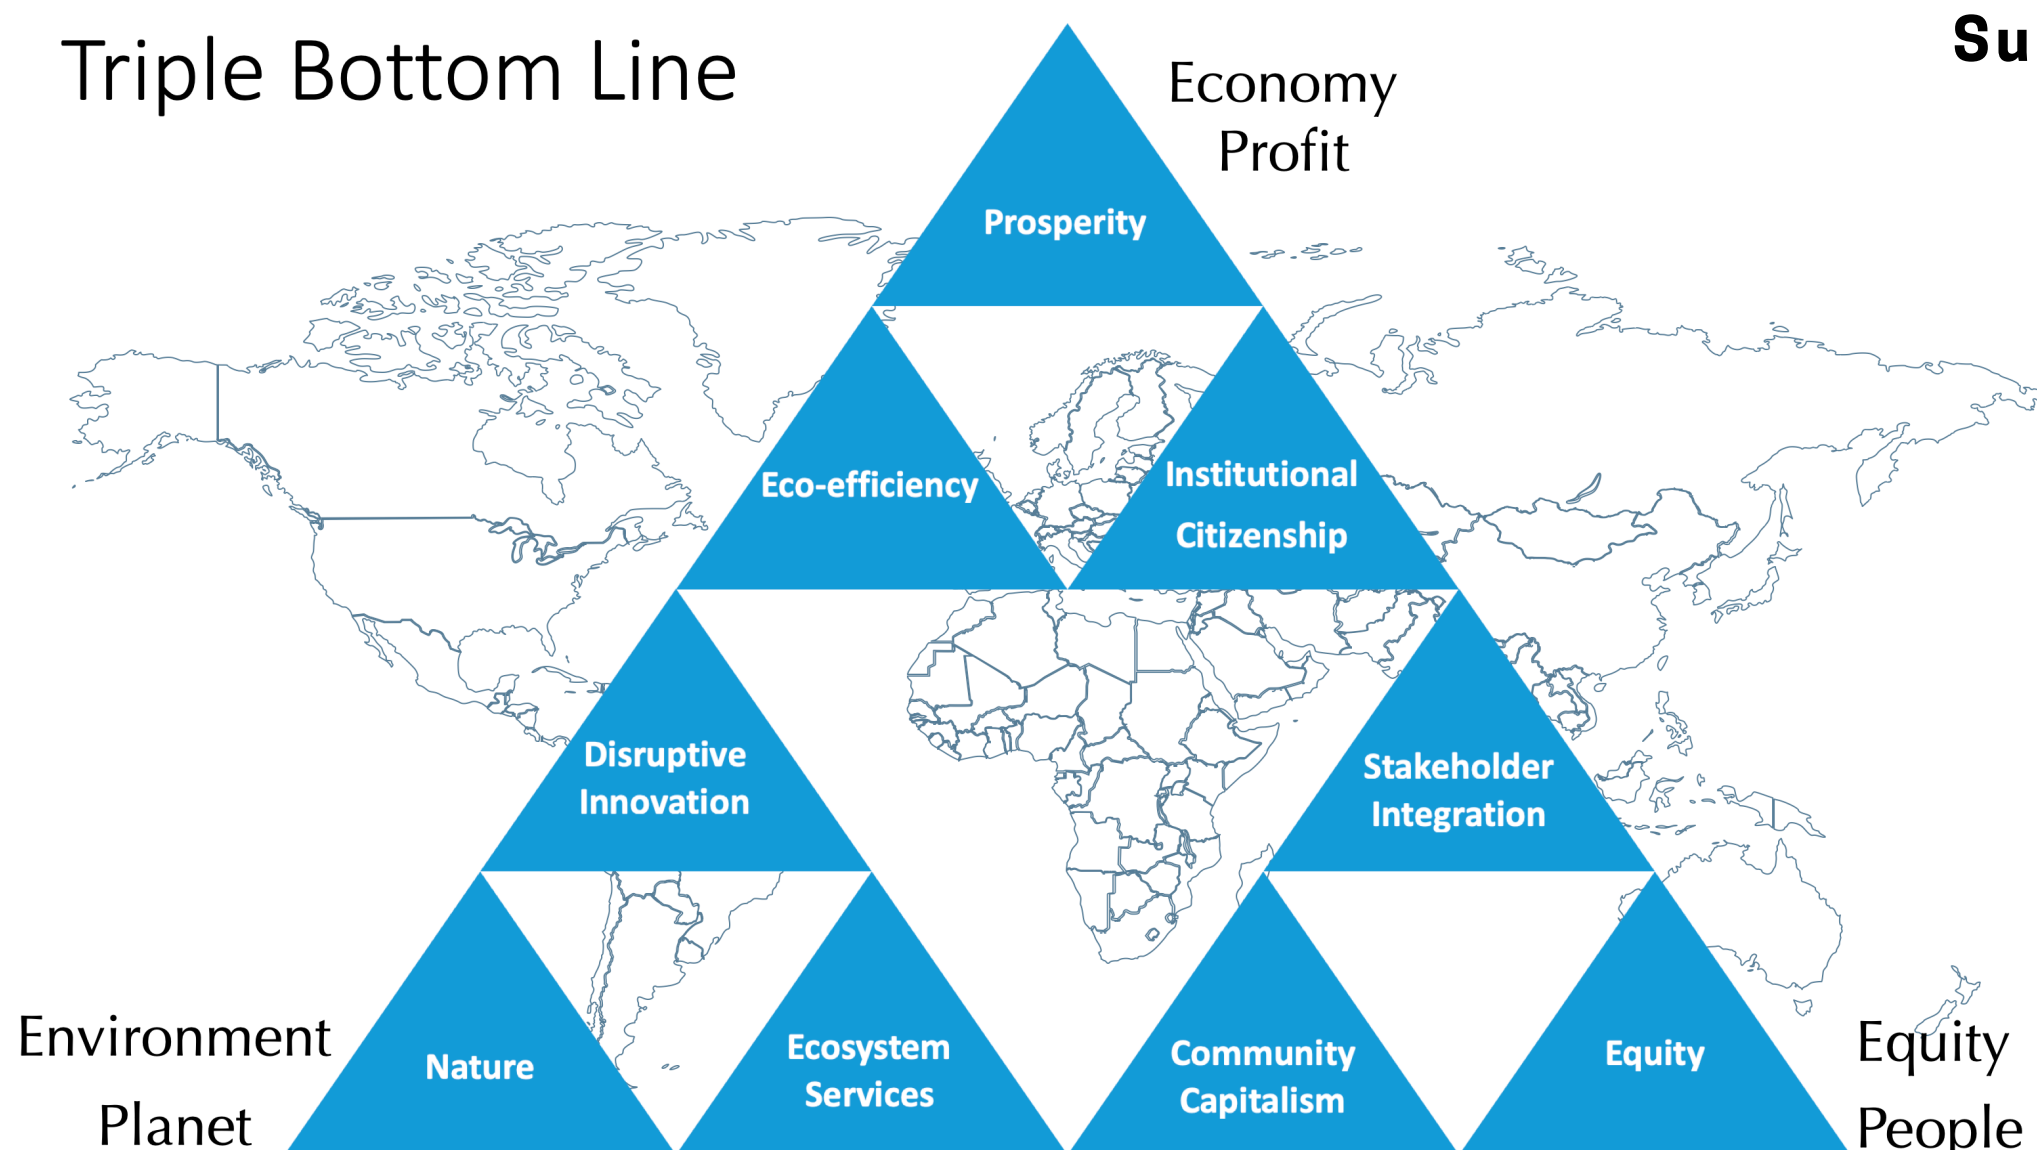 Triple Bottom Line
Su
Economy
Profit
Prosperity
Eco-efficiency
Institutional
Citizenship
Disruptive
Innovation
Stakeholder
Integration
Environment
Planet
Nature
Ecosystem
Services
Community
Capitalism
Equity
Equity
People